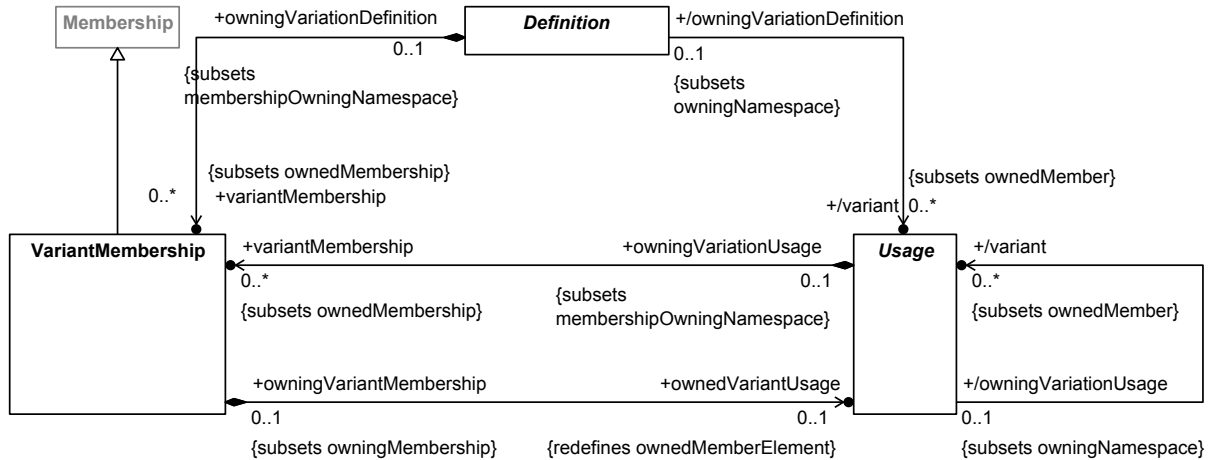 Membership
+owningVariationDefinition
Definition
+/owningVariationDefinition
0..1
0..1
{subsets
membershipOwningNamespace}
{subsets
owningNamespace}
{subsets ownedMembership}
0..*
+variantMembership
{subsets ownedMember}
+/variant
0..*
VariantMembership
+variantMembership
+owningVariationUsage
Usage
+/variant
0..*
0..1
0..*
{subsets ownedMembership}
{subsets
membershipOwningNamespace}
{subsets ownedMember}
+owningVariantMembership
+ownedVariantUsage
+/owningVariationUsage
0..1
0..1
0..1
{subsets owningMembership}
{redefines ownedMemberElement}
{subsets owningNamespace}